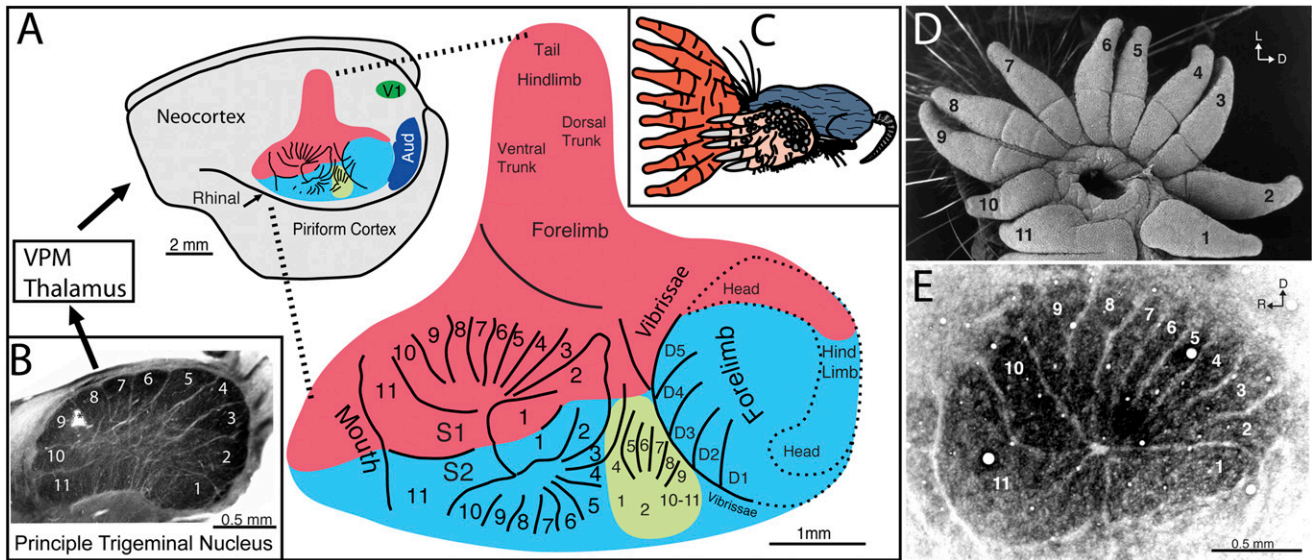 A
Neocortex
V1
Aud
Rhinal
Piriform Cortex
2 mm
VPM
Thalamus
B
1
2
3
4
5
6
7
8
9
10
11
0.5 mm
Principle Trigeminal Nucleus
Tail
Hindlimb
Dorsal
Trunk
Ventral
Trunk
Forelimb
Vibrissae
Head
Mouth
11
10
9
8
7
6
5
4
3
2
1
S1
S2
1
2
3
4
5
6
7
8
9
10
11
4
5
6
7
8
9
10-11
1
2
D5
D4
D3
D2
D1
Vibrissae
Forelimb
Hind
Limb
Head
1mm
C
D
L
D
1
2
3
4
5
6
7
8
9
10
11
E
D
R
1
2
3
4
5
6
7
8
9
10
11
0.5 mm